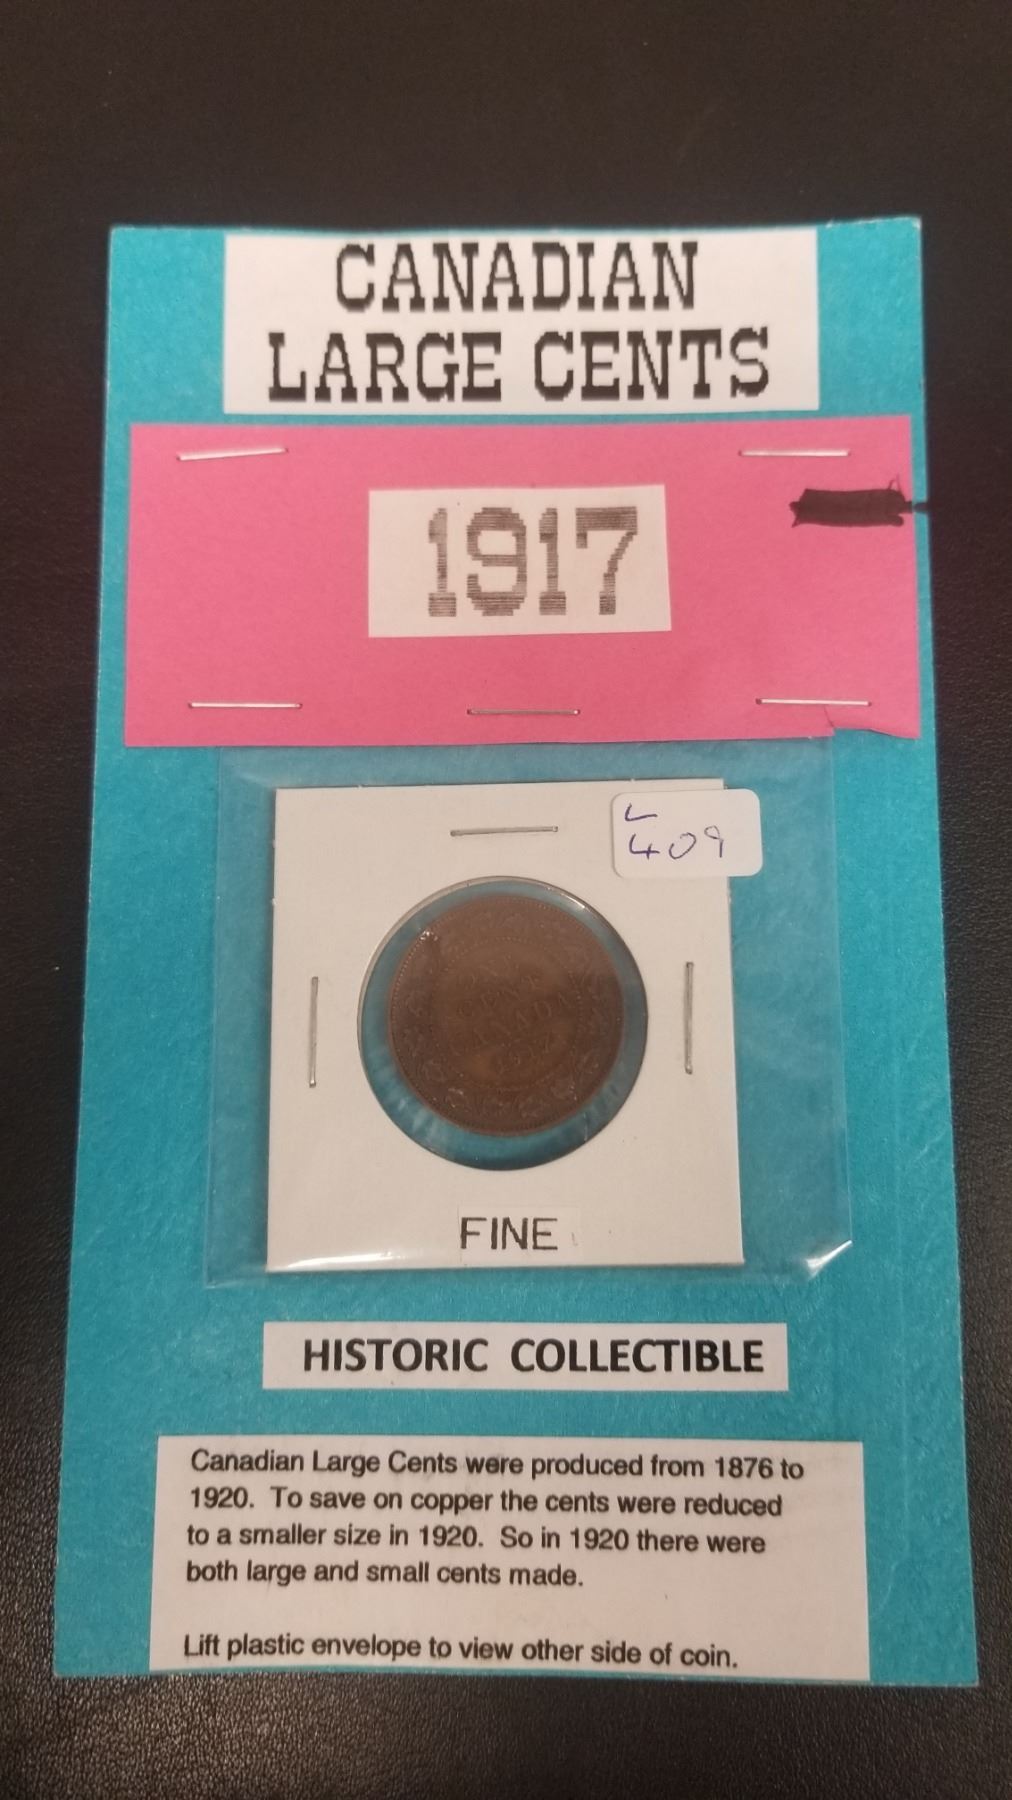 CANADIAN
LARGE CENTS
1917
L
409
ONE
CENT
CANADA
1917
FINE
HISTORIC COLLECTIBLE
Canadian Large Cents were produced from 1876 to
1920. To save on copper the cents were reduced
to a smaller size in 1920. So in 1920 there were
both large and small cents made.
Lift plastic envelope to view other side of coin.